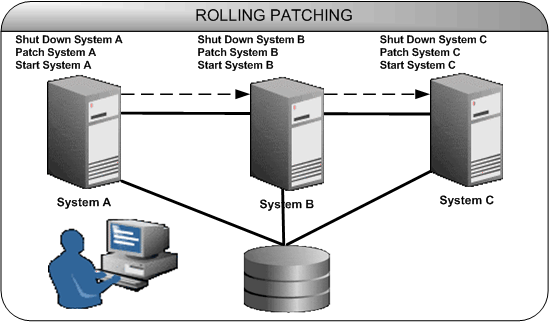 ROLLING PATCHING
Shut Down System A
Patch System A
Start System A
Shut Down System B
Patch System B
Start System B
Shut Down System C
Patch System C
Start System C
System A
System B
System C